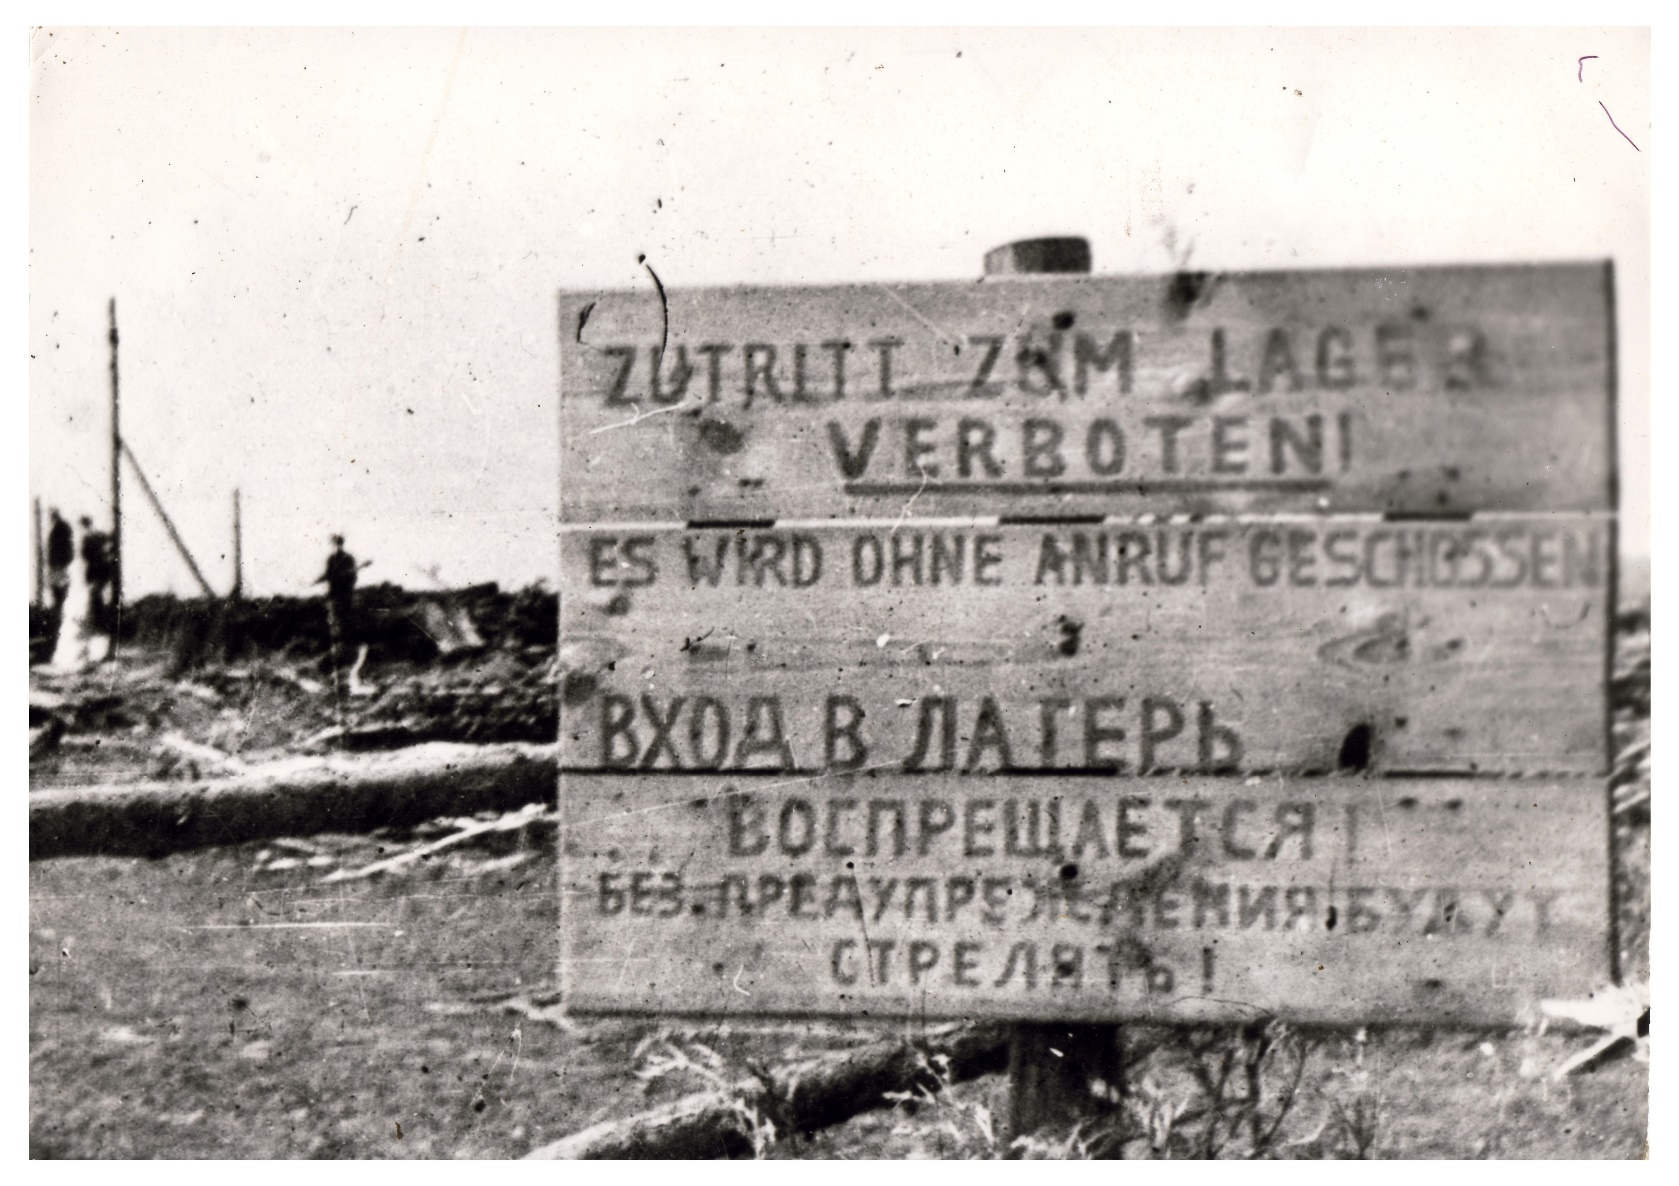 ZUTRITT ZUM LAGER
VERBOTEN!
ES WIRD OHNE ANRUF GESCHOSSEN
ВХОД В ЛАГЕРЬ
ВОСПРЕЩАЕТСЯ!
БЕЗ ПРЕДУПРЕЖДЕНИЯ БУДУТ
СТРЕЛЯТЬ!